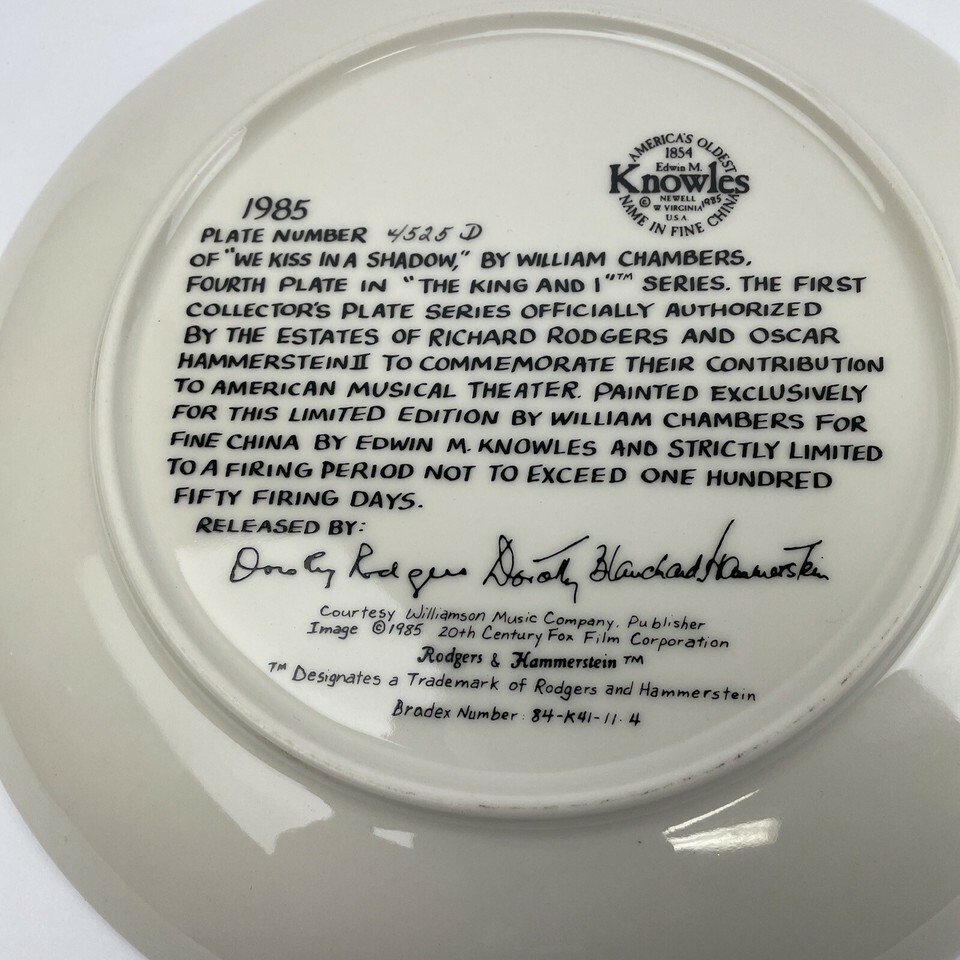 AMERICA'S OLDEST
1854
Edwin M.
Knowles
NEWELL
© W VIRGINIA 1985
U.S.A
NAME IN FINE CHINA
1985
PLATE NUMBER 4525 D
OF "WE KISS IN A SHADOW," BY WILLIAM CHAMBERS.
FOURTH PLATE IN "THE KING AND I"™ SERIES. THE FIRST
COLLECTOR'S PLATE SERIES OFFICIALLY AUTHORIZED
BY THE ESTATES OF RICHARD RODGERS AND OSCAR
HAMMERSTEIN II TO COMMEMORATE THEIR CONTRIBUTION
TO AMERICAN MUSICAL THEATER. PAINTED EXCLUSIVELY
FOR THIS LIMITED EDITION BY WILLIAM CHAMBERS FOR
FINE CHINA BY EDWIN M. KNOWLES AND STRICTLY LIMITED
TO A FIRING PERIOD NOT TO EXCEED ONE HUNDRED
FIFTY FIRING DAYS.
RELEASED BY:
Dorothy Rodgers Dorothy Blanchard Hammerstein
Courtesy Williamson Music Company, Publisher
Image ©1985 20th Century Fox Film Corporation
Rodgers & Hammerstein ™
™ Designates a Trademark of Rodgers and Hammerstein
Bradex Number: 84-K41-11.4